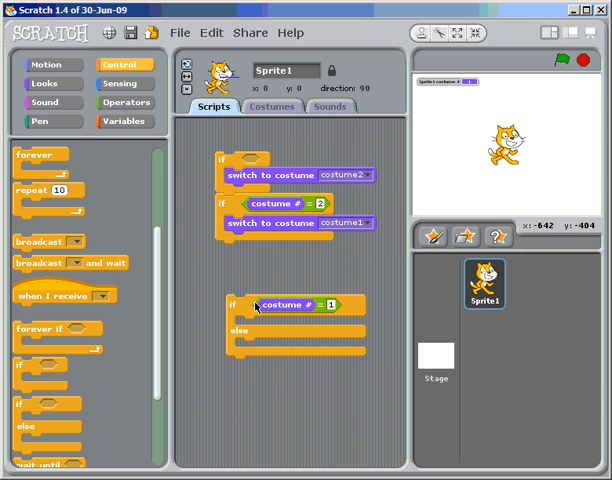 Scratch 1.4 of 30-Jun-09
SCRATCH File Edit Share Help
Motion Control
Looks Sensing
Sound Operators
Pen Variables
forever
repeat 10
broadcast
broadcast and wait
when I receive
forever if
if
if
else
wait until
Sprite1
x: 0 y: 0 direction: 90
Scripts Costumes Sounds
if
switch to costume costume2
if costume # = 2
switch to costume costume1
if costume # = 1
else
Sprite1 costume # 1
x: -642 y: -404
Sprite1
Stage